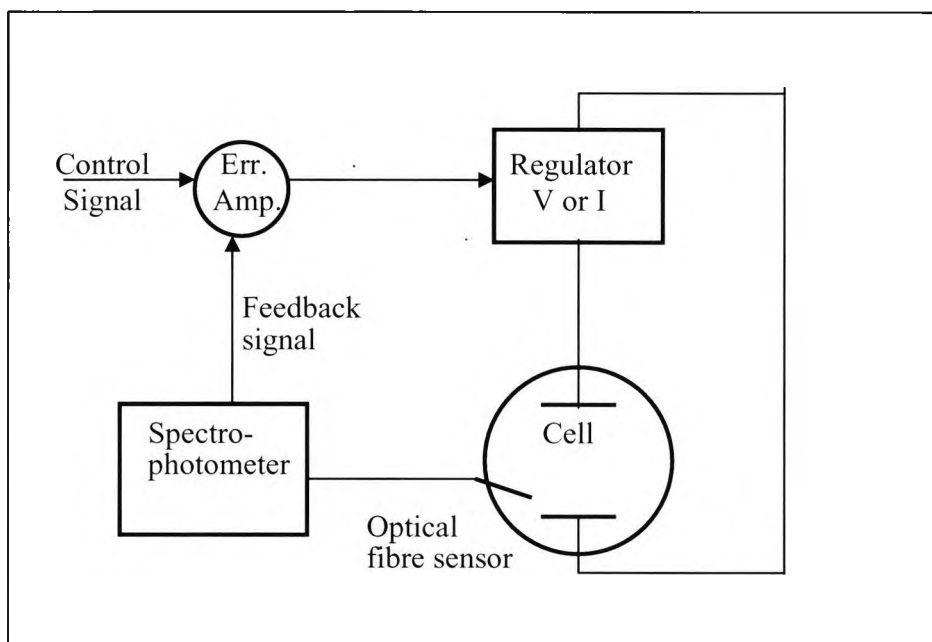 Control
Signal
Err.
Amp.
Regulator
V or I
Feedback
signal
Spectro-
photometer
Cell
Optical
fibre sensor